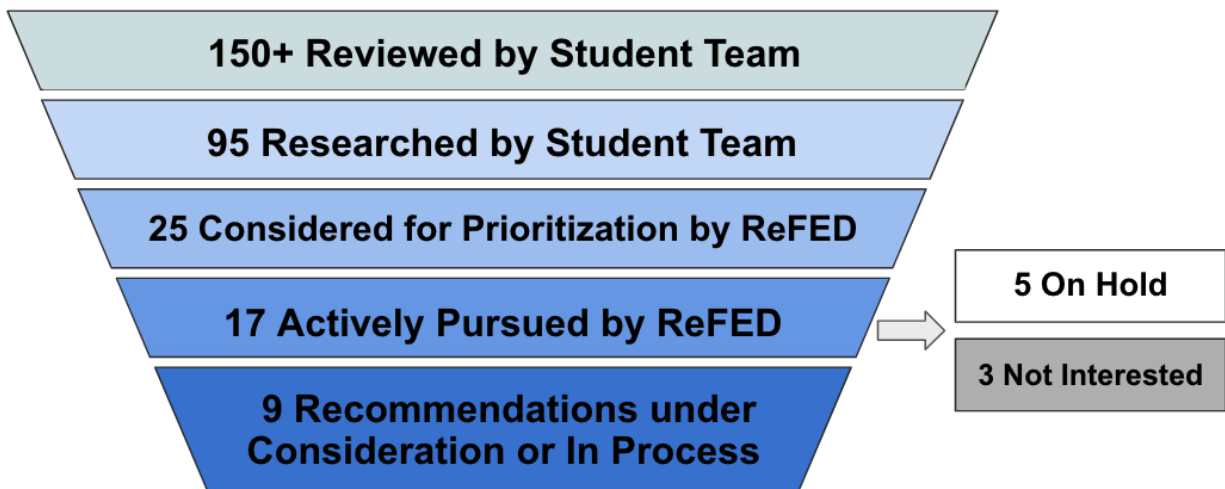 150+ Reviewed by Student Team
95 Researched by Student Team
25 Considered for Prioritization by ReFED
17 Actively Pursued by ReFED
5 On Hold
3 Not Interested
9 Recommendations under
Consideration or In Process